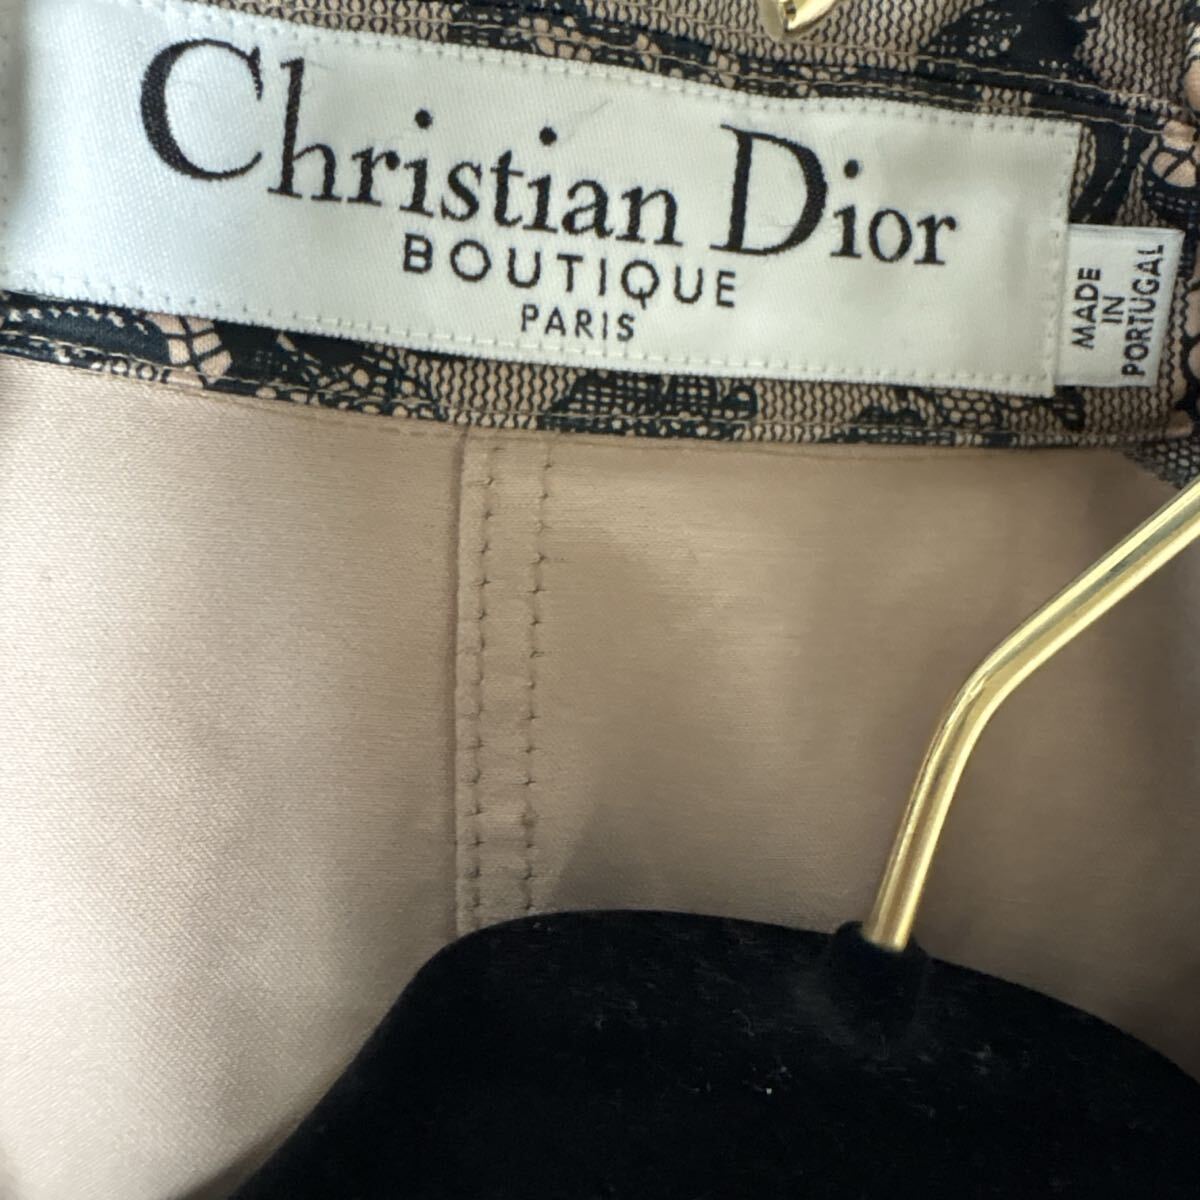 Christian Dior
BOUTIQUE
PARIS
MADE
IN
PORTUGAL